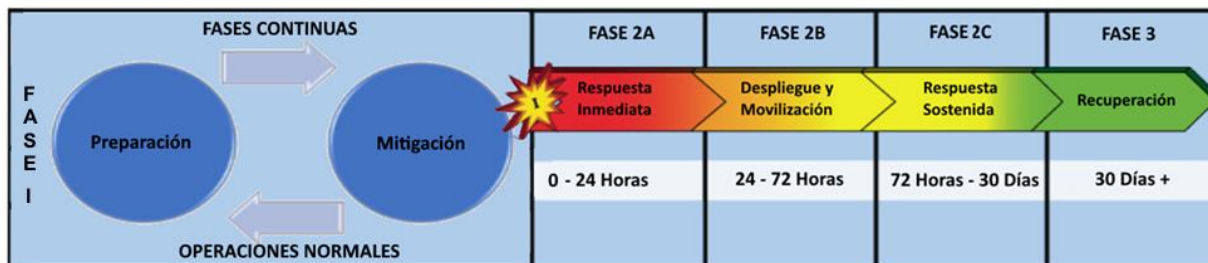 FASE I
FASES CONTINUAS
Preparación
Mitigación
OPERACIONES NORMALES
I
FASE 2A
FASE 2B
FASE 2C
FASE 3
Respuesta
Inmediata
Despliegue y
Movilización
Respuesta
Sostenida
Recuperación
0 - 24 Horas
24 - 72 Horas
72 Horas - 30 Días
30 Días +